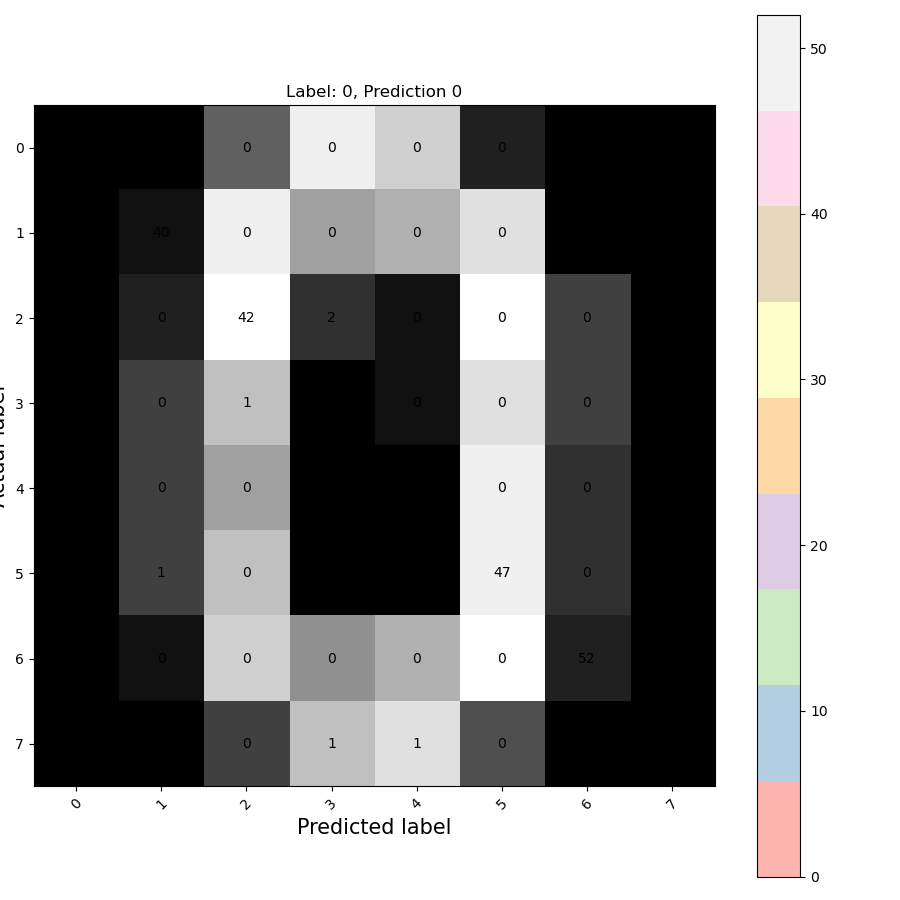 Label: 0, Prediction 0
0 0 0 0 0
1 40 0 0 0 0
2 0 42 2 0 0 0
3 0 1 0 0 0
4 0 0 0 0
5 1 0 47 0
6 0 0 0 0 0 52
7 0 1 1 0
0 1 2 3 4 5 6 7
Predicted label
Actual label
50
40
30
20
10
0